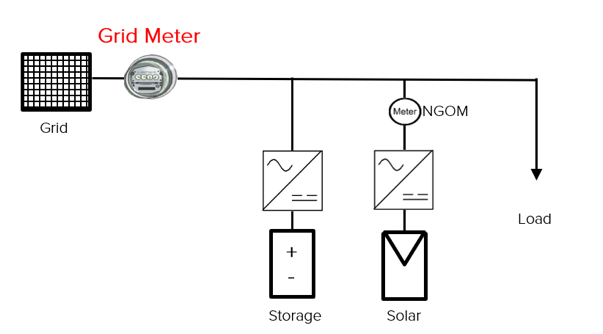 Grid Meter
Grid
Meter
NGOM
Load
+
-
Storage
Solar